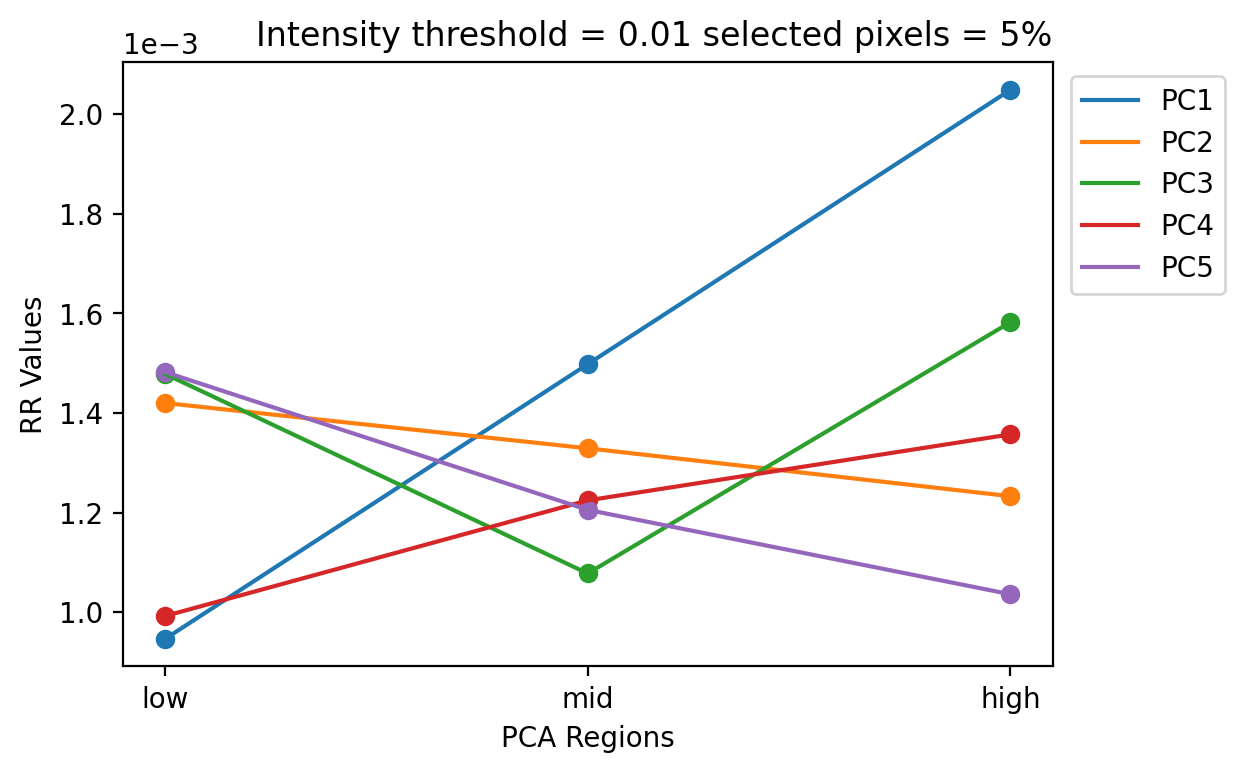 Intensity threshold = 0.01 selected pixels = 5%
1e−3
2.0
1.8
1.6
1.4
1.2
1.0
RR Values
low mid high
PCA Regions
PC1
PC2
PC3
PC4
PC5